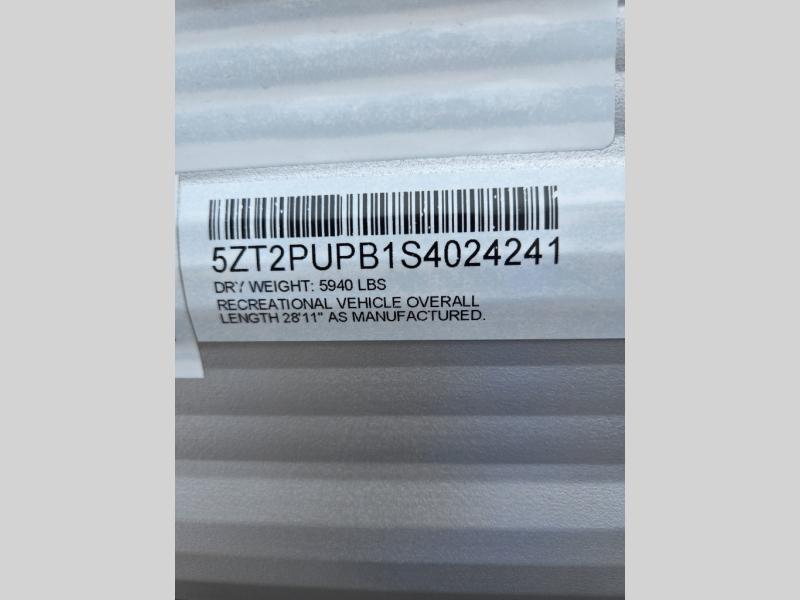 5ZT2PUPB1S4024241
DRY WEIGHT: 5940 LBS
RECREATIONAL VEHICLE OVERALL
LENGTH 28'11" AS MANUFACTURED.